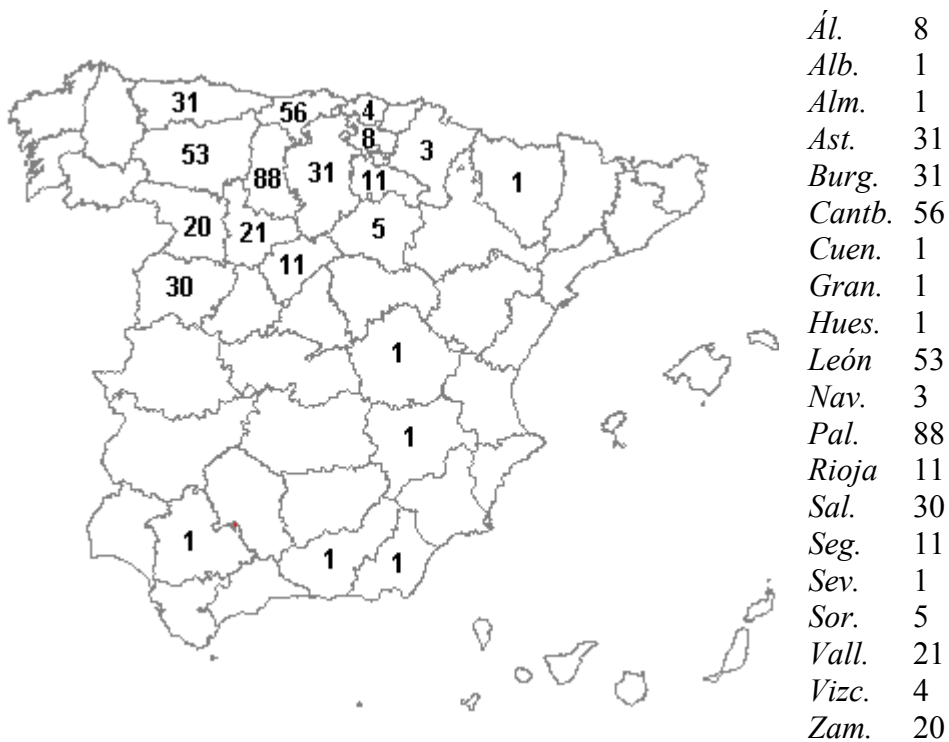 31
56
4
8
53
3
88
31
11
1
20
21
5
11
30
1
1
1
1
1
Ál. 8
Alb. 1
Alm. 1
Ast. 31
Burg. 31
Cantb. 56
Cuen. 1
Gran. 1
Hues. 1
León 53
Nav. 3
Pal. 88
Rioja 11
Sal. 30
Seg. 11
Sev. 1
Sor. 5
Vall. 21
Vizc. 4
Zam. 20